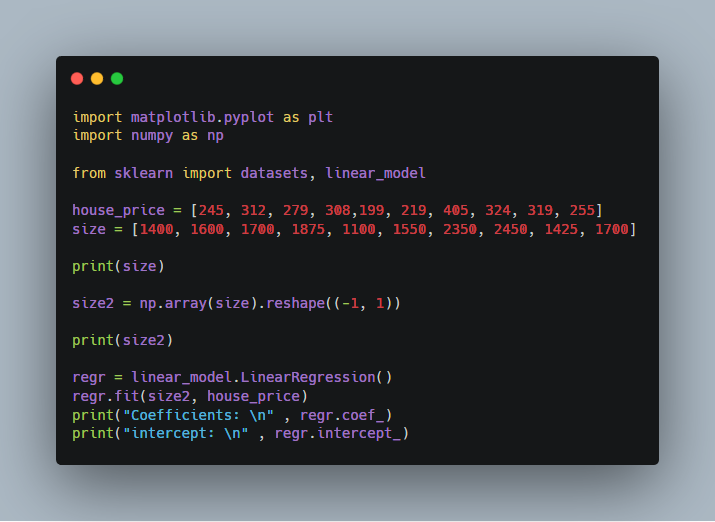 import matplotlib.pyplot as plt
import numpy as np
from sklearn import datasets, linear_model
house_price = [245, 312, 279, 308,199, 219, 405, 324, 319, 255]
size = [1400, 1600, 1700, 1875, 1100, 1550, 2350, 2450, 1425, 1700]
print(size)
size2 = np.array(size).reshape((-1, 1))
print(size2)
regr = linear_model.LinearRegression()
regr.fit(size2, house_price)
print("Coefficients: \n" , regr.coef_)
print("intercept: \n" , regr.intercept_)